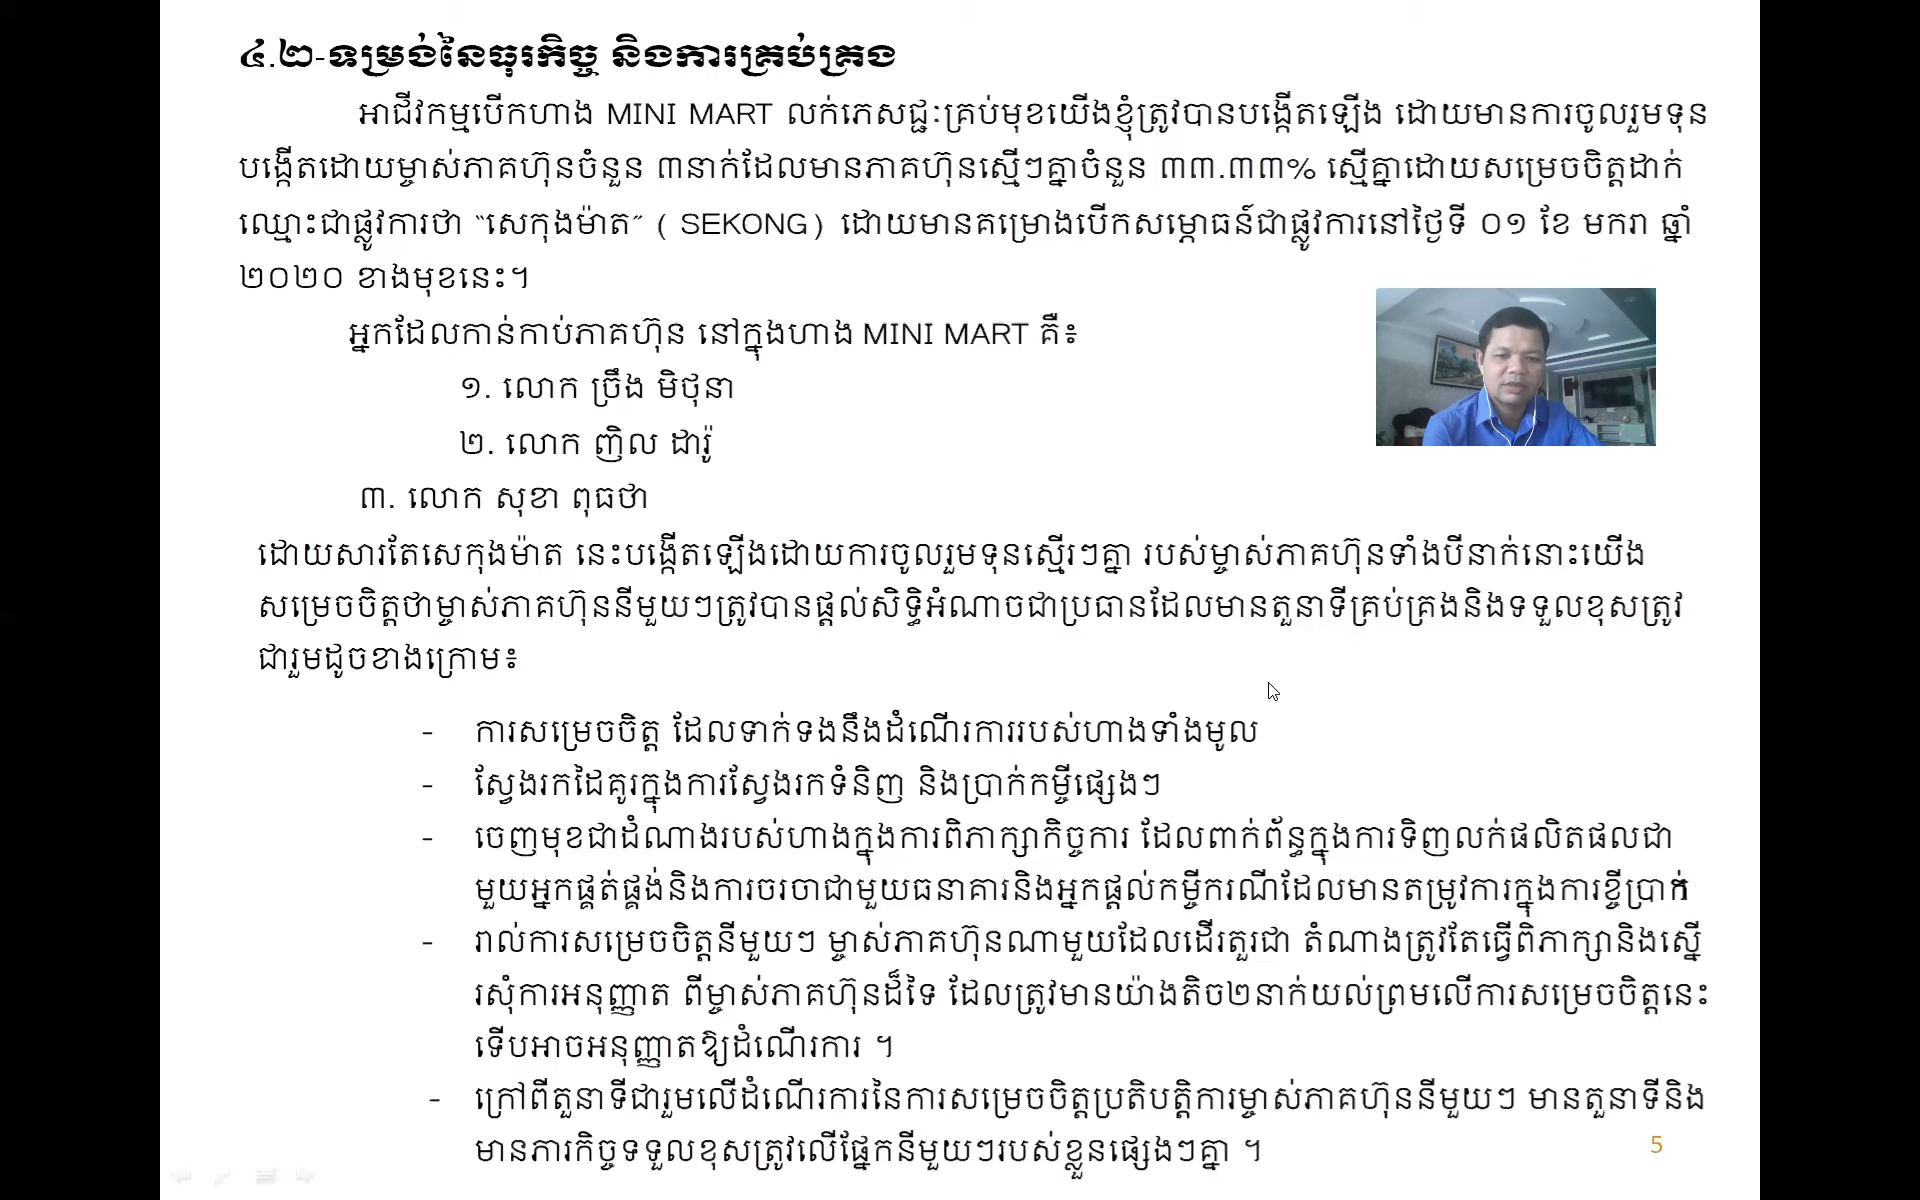 ៤.២-ទម្រង់នៃធុរកិច្ច និងការគ្រប់គ្រង
អាជីវកម្មបើកហាង MINI MART លក់ភេសជ្ជៈគ្រប់មុខយើងខ្ញុំត្រូវបានបង្កើតឡើង ដោយមានការចូលរួមទុន
បង្កើតដោយម្ចាស់ភាគហ៊ុនចំនួន ៣នាក់ដែលមានភាគហ៊ុនស្មើៗគ្នាចំនួន ៣៣.៣៣% ស្មើគ្នាដោយសម្រេចចិត្តដាក់
ឈ្មោះជាផ្លូវការថា “សេកុងម៉ាត” ( SEKONG) ដោយមានគម្រោងបើកសម្ភោធន៍ជាផ្លូវការនៅថ្ងៃទី ០១ ខែ មករា ឆ្នាំ
២០២០ ខាងមុខនេះ។
អ្នកដែលកាន់កាប់ភាគហ៊ុន នៅក្នុងហាង MINI MART គឺ៖
១. លោក ច្រឹង មិថុនា
២. លោក ញិល ដារ៉ូ
៣. លោក សុខា ពុធថា
ដោយសារតែសេកុងម៉ាត នេះបង្កើតឡើងដោយការចូលរួមទុនស្មើរៗគ្នា របស់ម្ចាស់ភាគហ៊ុនទាំងបីនាក់នោះយើង
សម្រេចចិត្តថាម្ចាស់ភាគហ៊ុននីមួយៗត្រូវបានផ្តល់សិទ្ធិអំណាចជាប្រធានដែលមានតួនាទីគ្រប់គ្រងនិងទទួលខុសត្រូវ
ជារួមដូចខាងក្រោម៖
- ការសម្រេចចិត្ត ដែលទាក់ទងនឹងដំណើរការរបស់ហាងទាំងមូល
- ស្វែងរកដៃគូរក្នុងការស្វែងរកទំនិញ និងប្រាក់កម្ចីផ្សេងៗ
- ចេញមុខជាដំណាងរបស់ហាងក្នុងការពិភាក្សាកិច្ចការ ដែលពាក់ព័ន្ធក្នុងការទិញលក់ផលិតផលជា
មួយអ្នកផ្គត់ផ្គង់និងការចរចាជាមួយធនាគារនិងអ្នកផ្តល់កម្ចីករណីដែលមានតម្រូវការក្នុងការខ្ចីប្រាក់
- រាល់ការសម្រេចចិត្តនីមួយៗ ម្ចាស់ភាគហ៊ុនណាមួយដែលដើរតួរជា តំណាងត្រូវតែធ្វើពិភាក្សានិងស្នើ
រសុំការអនុញ្ញាត ពីម្ចាស់ភាគហ៊ុនដ៏ទៃ ដែលត្រូវមានយ៉ាងតិច២នាក់យល់ព្រមលើការសម្រេចចិត្តនេះ
ទើបអាចអនុញ្ញាតឱ្យដំណើរការ ។
- ក្រៅពីតួនាទីជារួមលើដំណើរការនៃការសម្រេចចិត្តប្រតិបត្តិការម្ចាស់ភាគហ៊ុននីមួយៗ មានតួនាទីនិង
មានភារកិច្ចទទួលខុសត្រូវលើផ្នែកនីមួយៗរបស់ខ្លួនផ្សេងៗគ្នា ។
5